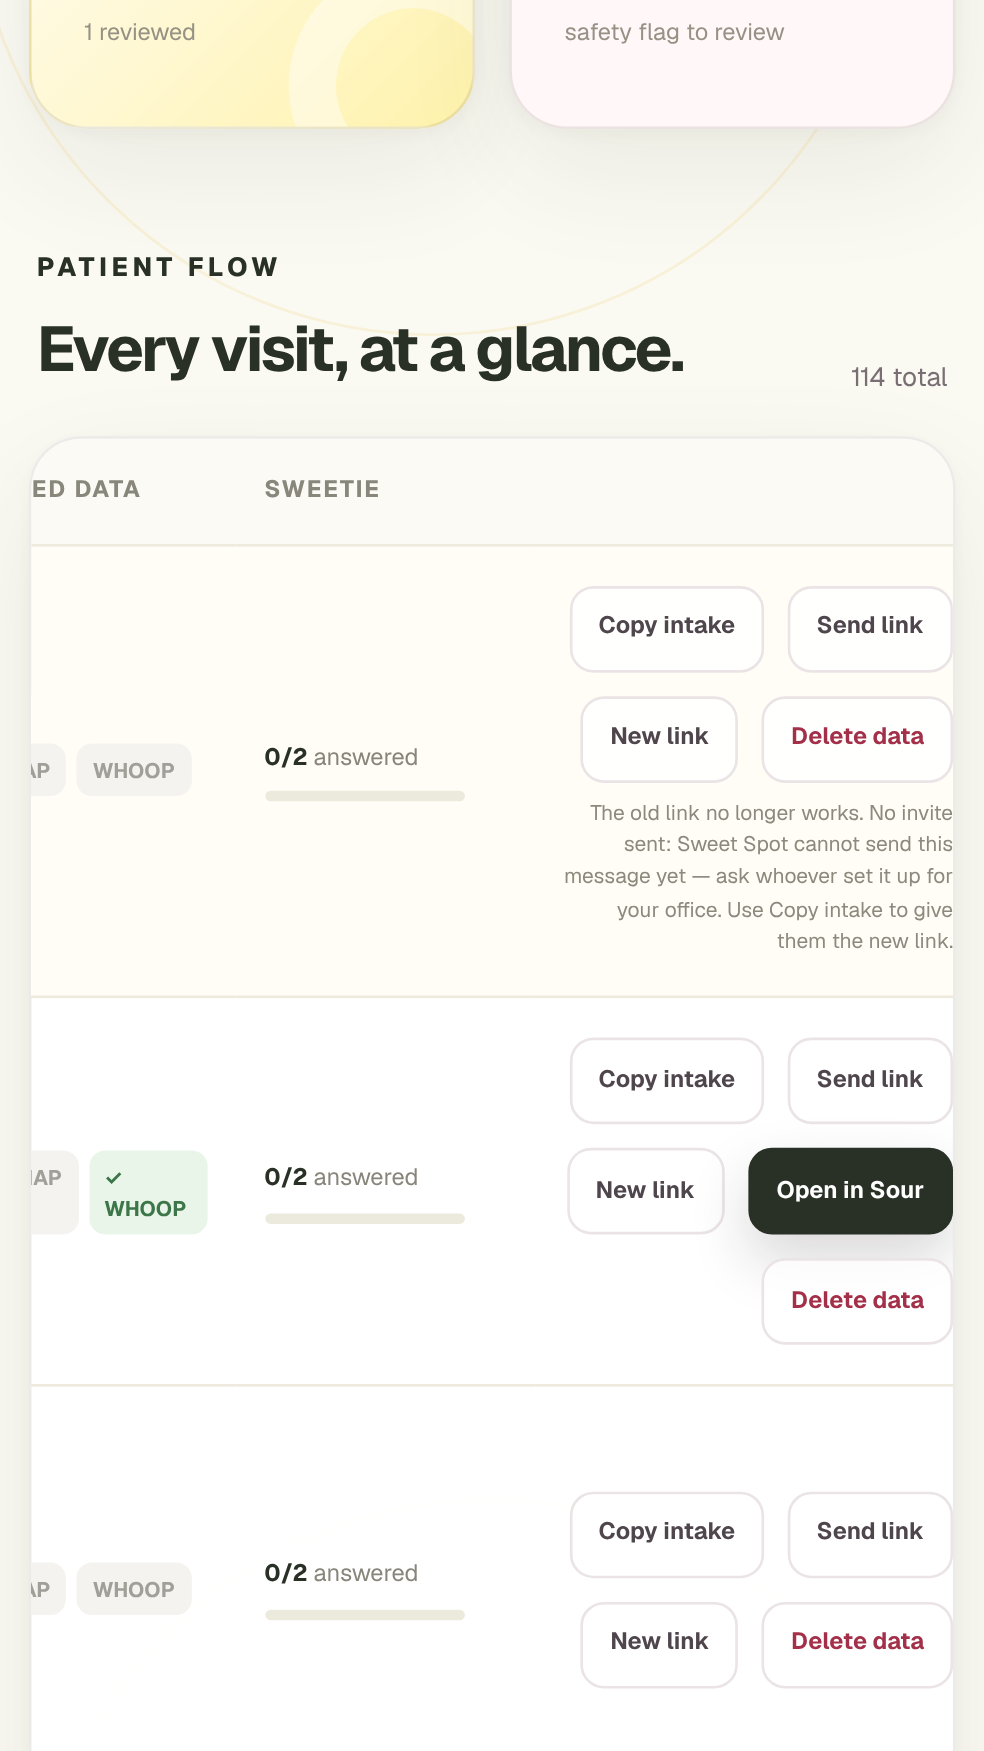 1 reviewed
safety flag to review
PATIENT FLOW
Every visit, at a glance.
114 total
ED DATA
SWEETIE
Copy intake
Send link
New link
Delete data
AP
WHOOP
0/2 answered
The old link no longer works. No invite
sent: Sweet Spot cannot send this
message yet — ask whoever set it up for
your office. Use Copy intake to give
them the new link.
Copy intake
Send link
AP
✓
WHOOP
0/2 answered
New link
Open in Sour
Delete data
Copy intake
Send link
AP
WHOOP
0/2 answered
New link
Delete data